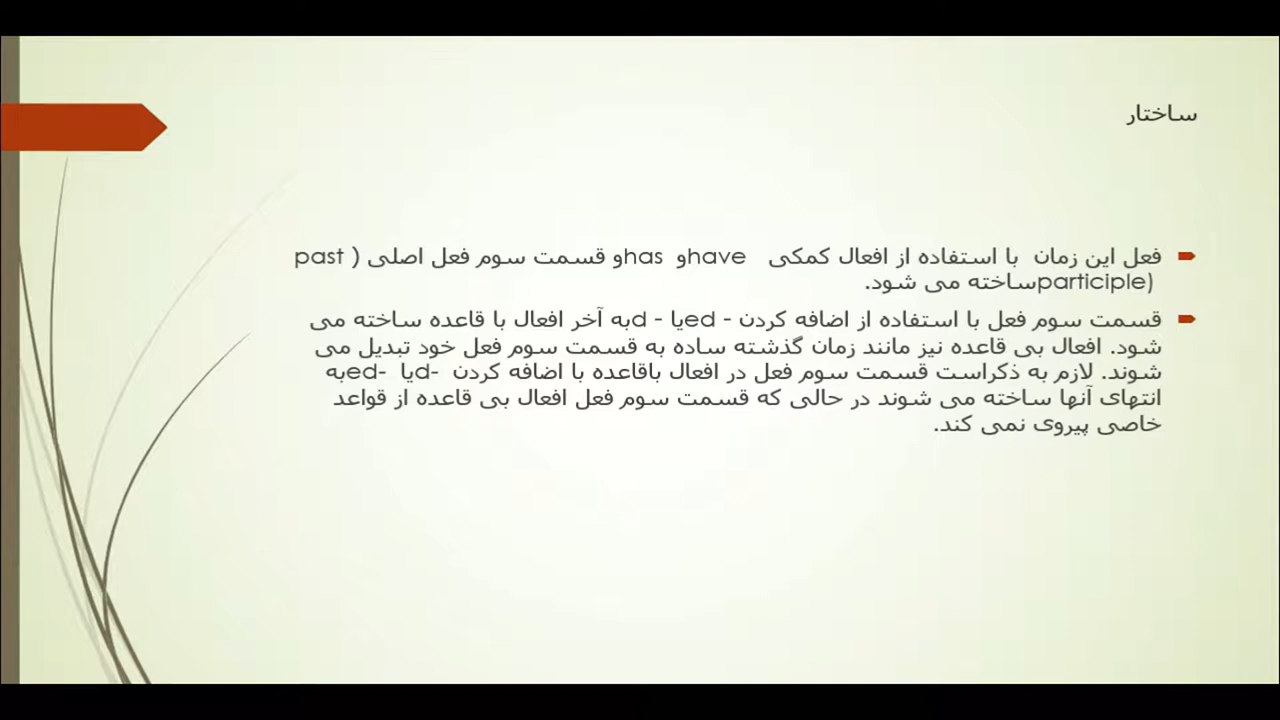 ساختار
فعل این زمان با استفاده از افعال کمکی have و has و قسمت سوم فعل اصلی ( past
participle) ساخته می شود.
قسمت سوم فعل با استفاده از اضافه کردن - ed یا - d به آخر افعال با قاعده ساخته می
شود. افعال بی قاعده نیز مانند زمان گذشته ساده به قسمت سوم فعل خود تبدیل می
شوند. لازم به ذکراست قسمت سوم فعل در افعال باقاعده با اضافه کردن -d یا -ed به
انتهای آنها ساخته می شوند در حالی که قسمت سوم فعل افعال بی قاعده از قواعد
خاصی پیروی نمی کند.